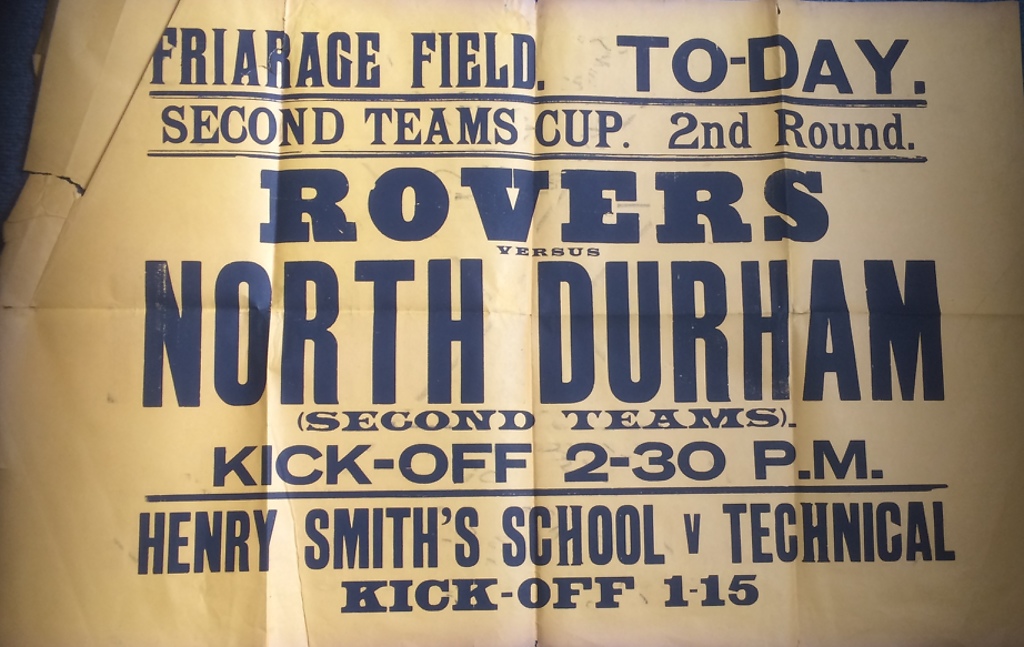 FRIARAGE FIELD. TO-DAY.
SECOND TEAMS CUP. 2nd Round.
ROVERS
VERSUS
NORTH DURHAM
(SECOND TEAMS).
KICK-OFF 2-30 P.M.
HENRY SMITH'S SCHOOL V TECHNICAL
KICK-OFF 1-15